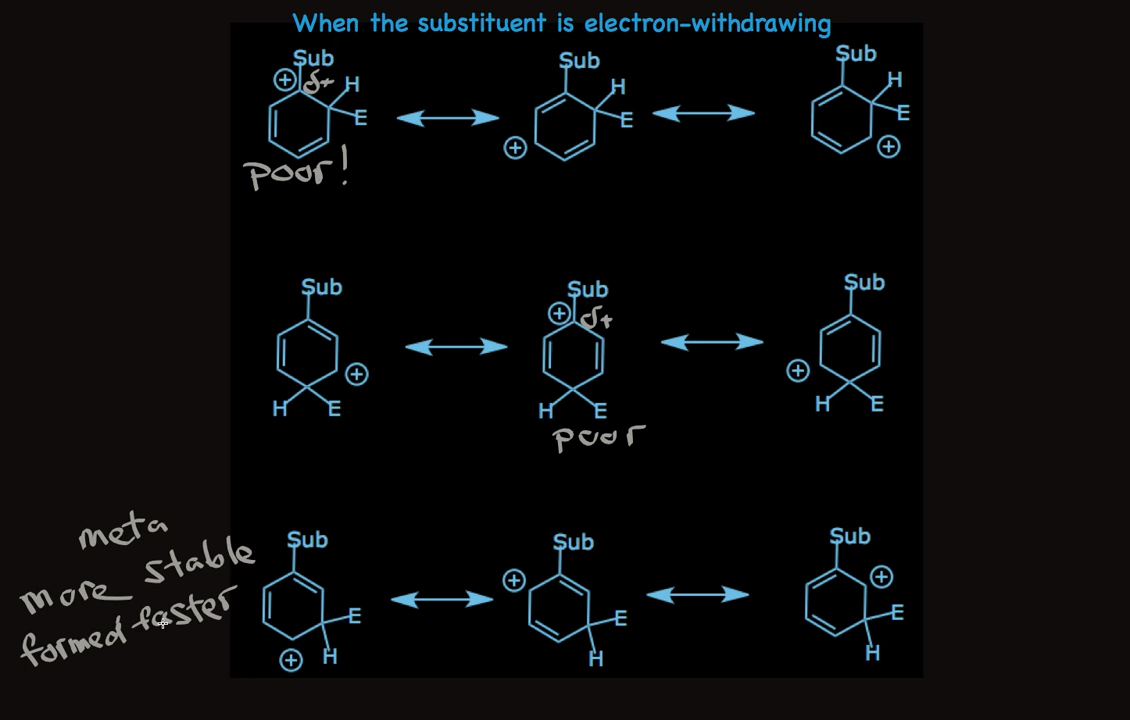 When the substituent is electron-withdrawing
Sub Sub Sub
⊕ δ+ H H H
E E E
⊕ ⊕
poor!
Sub Sub Sub
⊕ δ+
⊕ ⊕
H E H E H E
poor
meta
more stable
formed faster
Sub Sub Sub
⊕ ⊕
E E E
⊕ H H H